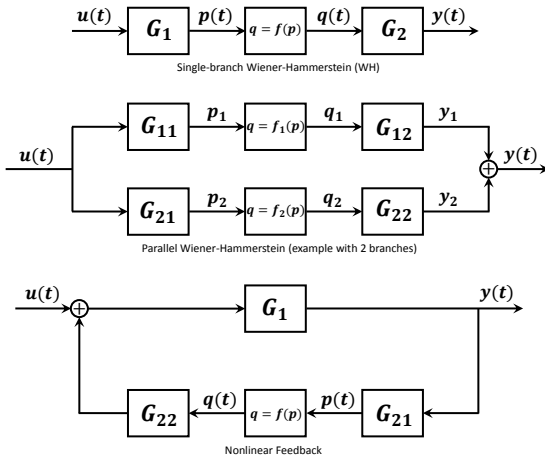 u(t) G₁ p(t) q = f(p) q(t) G₂ y(t)
Single-branch Wiener-Hammerstein (WH)
G₁₁ p₁ q = f₁(p) q₁ G₁₂ y₁
u(t) y(t)
G₂₁ p₂ q = f₂(p) q₂ G₂₂ y₂
Parallel Wiener-Hammerstein (example with 2 branches)
u(t) + G₁ y(t)
G₂₂ q(t) q = f(p) p(t) G₂₁
Nonlinear Feedback